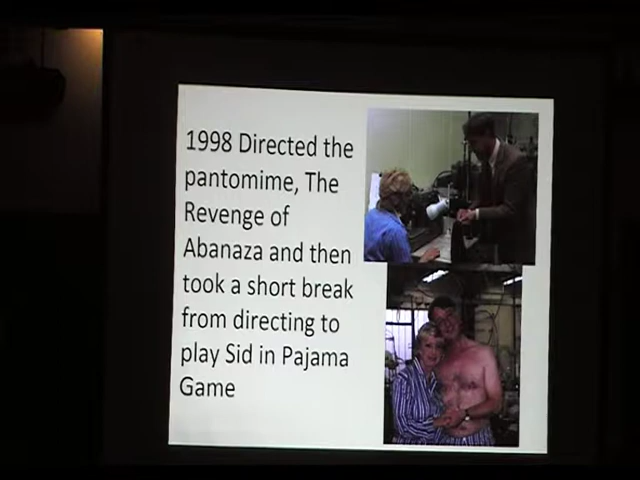 1998 Directed the
pantomime, The
Revenge of
Abanaza and then
took a short break
from directing to
play Sid in Pajama
Game